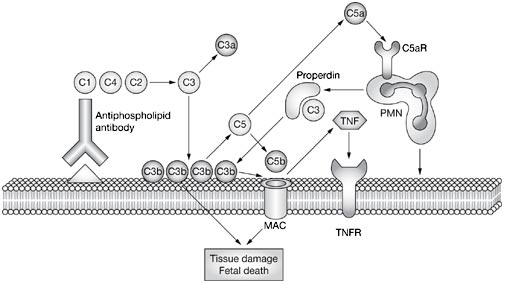 C5a
C3a
C5aR
C1
C4
C2
C3
Properdin
C3
PMN
Antiphospholipid
antibody
C5
TNF
C5b
C3b
C3b
C3b
C3b
MAC
TNFR
Tissue damage
Fetal death